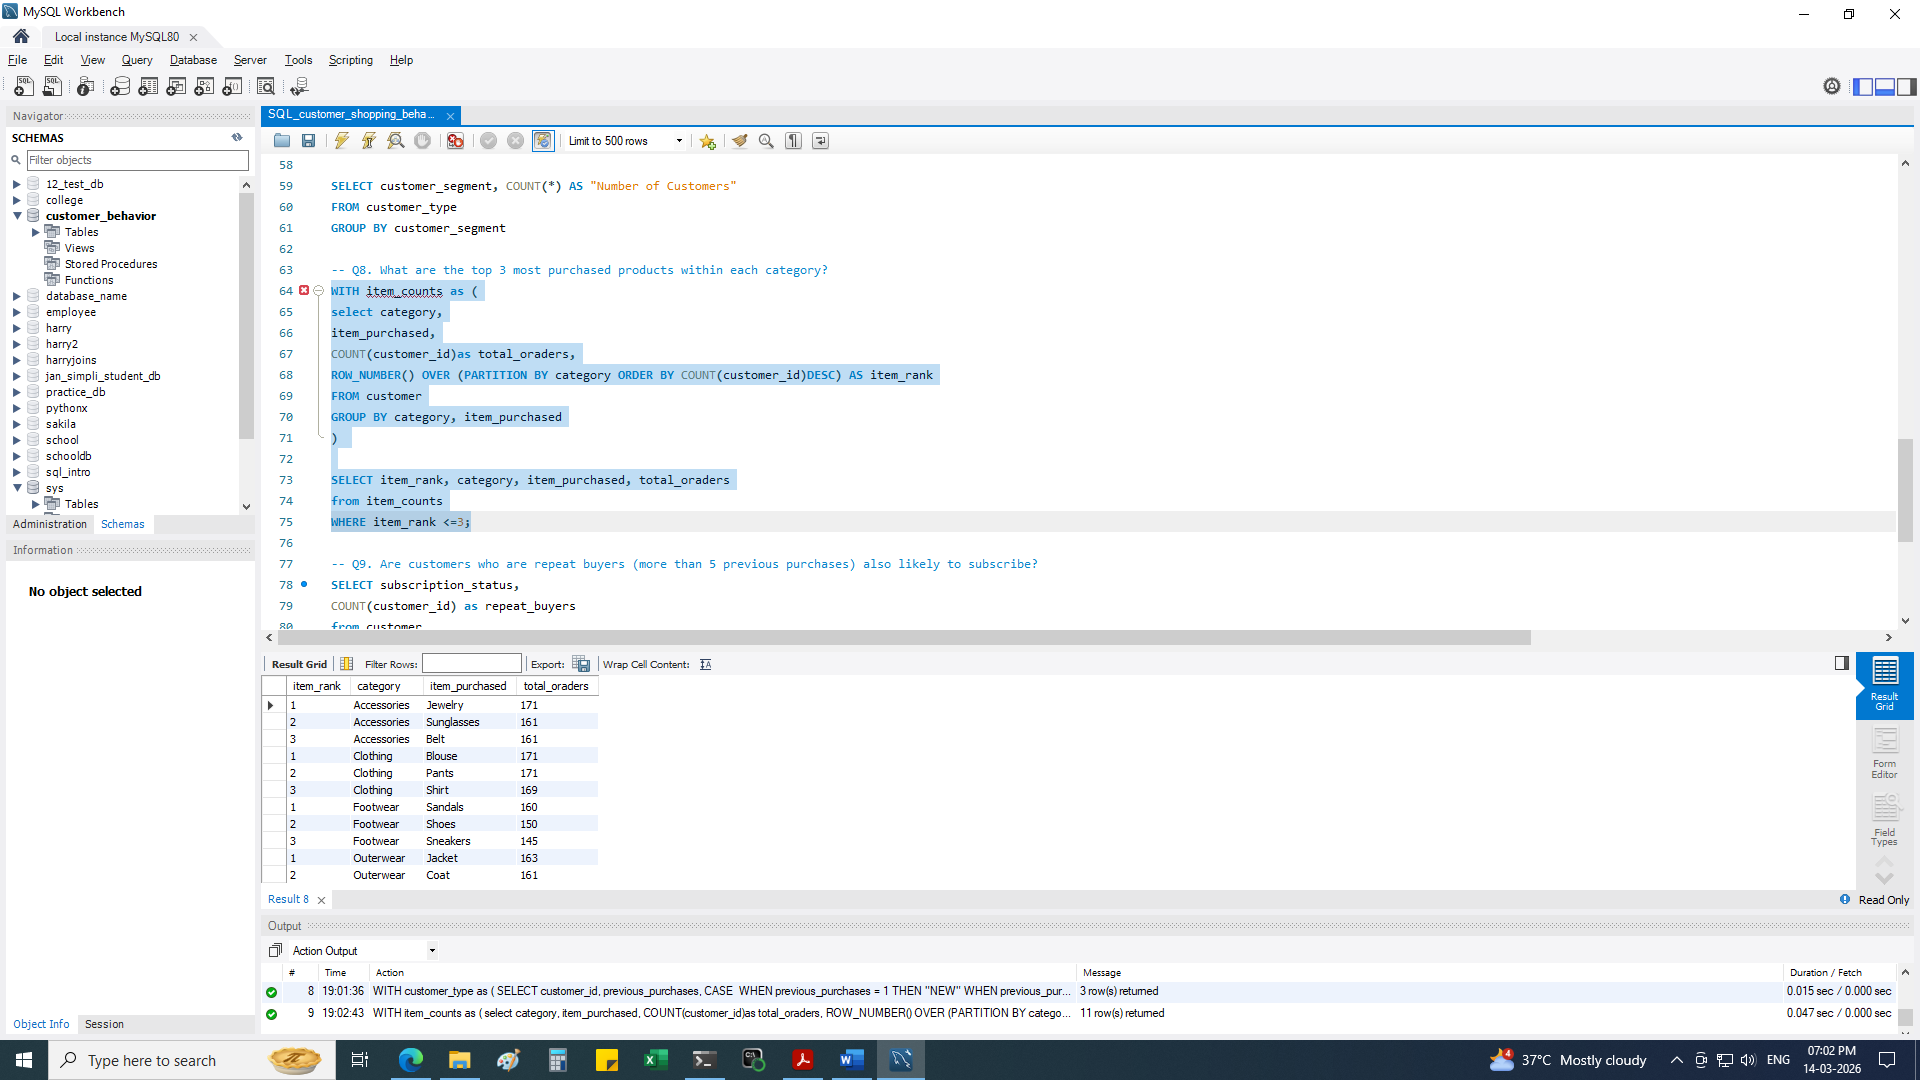 MySQL Workbench
Local instance MySQL80
File Edit View Query Database Server Tools Scripting Help
Navigator
SCHEMAS
Filter objects
12_test_db
college
customer_behavior
Tables
Views
Stored Procedures
Functions
database_name
employee
harry
harry2
harryjoins
jan_simpli_student_db
practice_db
pythonx
sakila
school
schooldb
sql_intro
sys
Tables
Administration Schemas
Information
No object selected
Object Info Session
SQL_customer_shopping_beha...
Limit to 500 rows
58
59 SELECT customer_segment, COUNT(*) AS "Number of Customers"
60 FROM customer_type
61 GROUP BY customer_segment
62
63 -- Q8. What are the top 3 most purchased products within each category?
64 WITH item_counts as (
65 select category,
66 item_purchased,
67 COUNT(customer_id)as total_oraders,
68 ROW_NUMBER() OVER (PARTITION BY category ORDER BY COUNT(customer_id)DESC) AS item_rank
69 FROM customer
70 GROUP BY category, item_purchased
71 )
72
73 SELECT item_rank, category, item_purchased, total_oraders
74 from item_counts
75 WHERE item_rank <=3;
76
77 -- Q9. Are customers who are repeat buyers (more than 5 previous purchases) also likely to subscribe?
78 SELECT subscription_status,
79 COUNT(customer_id) as repeat_buyers
80 from customer
Result Grid Filter Rows: Export: Wrap Cell Content:
item_rank category item_purchased total_oraders
1 Accessories Jewelry 171
2 Accessories Sunglasses 161
3 Accessories Belt 161
1 Clothing Blouse 171
2 Clothing Pants 171
3 Clothing Shirt 169
1 Footwear Sandals 160
2 Footwear Shoes 150
3 Footwear Sneakers 145
1 Outerwear Jacket 163
2 Outerwear Coat 161
Result Grid
Form Editor
Field Types
Result 8
Read Only
Output
Action Output
# Time Action Message Duration / Fetch
8 19:01:36 WITH customer_type as ( SELECT customer_id, previous_purchases, CASE WHEN previous_purchases = 1 THEN "NEW" WHEN previous_pur... 3 row(s) returned 0.015 sec / 0.000 sec
9 19:02:43 WITH item_counts as ( select category, item_purchased, COUNT(customer_id)as total_oraders, ROW_NUMBER() OVER (PARTITION BY catego... 11 row(s) returned 0.047 sec / 0.000 sec
Type here to search
4
37°C Mostly cloudy
ENG
07:02 PM
14-03-2026